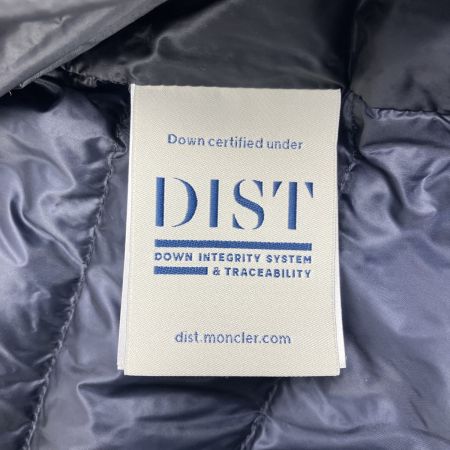 Down certified under
DIST
DOWN INTEGRITY SYSTEM
& TRACEABILITY
dist.moncler.com